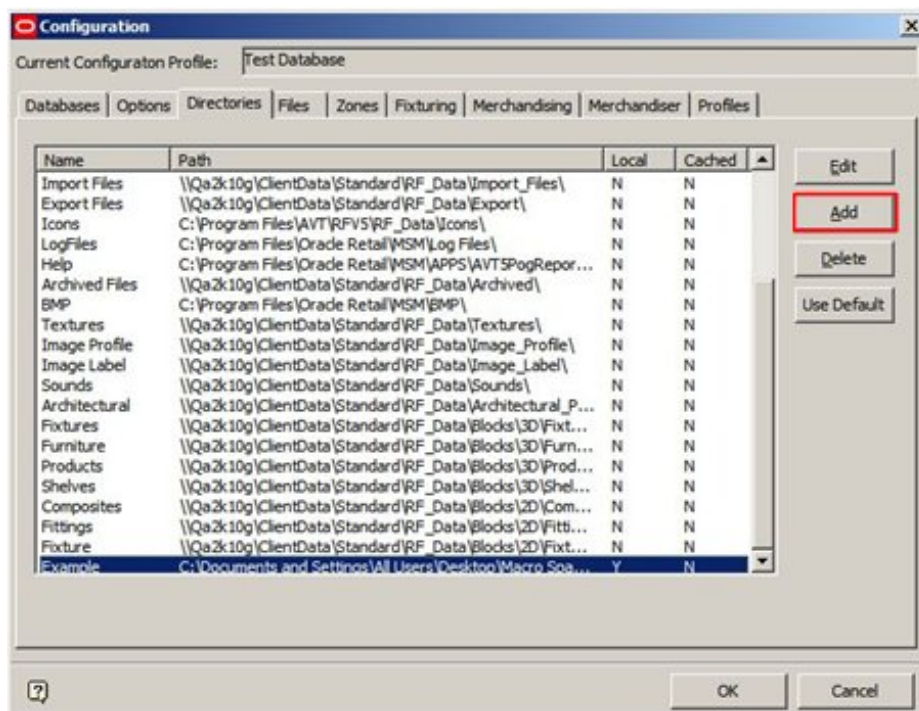 Configuration
Current Configuraton Profile: Test Database
Databases Options Directories Files Zones Fixturing Merchandising Merchandiser Profiles
Name Path Local Cached
Import Files \\Qa2k10g\ClientData\Standard\RF_Data\Import_Files\ N N
Export Files \\Qa2k10g\ClientData\Standard\RF_Data\Export\ N N
Icons C:\Program Files\AVT\RFV5\RF_Data\Icons\ N N
LogFiles C:\Program Files\Oracle Retail\MSM\Log Files\ N N
Help C:\Program Files\Oracle Retail\MSM\APPS\AVT5PogRepor... N N
Archived Files \\Qa2k10g\ClientData\Standard\RF_Data\Archived\ N N
BMP C:\Program Files\Oracle Retail\MSM\BMP\ N N
Textures \\Qa2k10g\ClientData\Standard\RF_Data\Textures\ N N
Image Profile \\Qa2k10g\ClientData\Standard\RF_Data\Image_Profile\ N N
Image Label \\Qa2k10g\ClientData\Standard\RF_Data\Image_Label\ N N
Sounds \\Qa2k10g\ClientData\Standard\RF_Data\Sounds\ N N
Architectural \\Qa2k10g\ClientData\Standard\RF_Data\Architectural_P... N N
Fixtures \\Qa2k10g\ClientData\Standard\RF_Data\Blocks\3D\Fixt... N N
Furniture \\Qa2k10g\ClientData\Standard\RF_Data\Blocks\3D\Furn... N N
Products \\Qa2k10g\ClientData\Standard\RF_Data\Blocks\3D\Prod... N N
Shelves \\Qa2k10g\ClientData\Standard\RF_Data\Blocks\3D\Shel... N N
Composites \\Qa2k10g\ClientData\Standard\RF_Data\Blocks\2D\Com... N N
Fittings \\Qa2k10g\ClientData\Standard\RF_Data\Blocks\2D\Fitti... N N
Fixture \\Qa2k10g\ClientData\Standard\RF_Data\Blocks\2D\Fixt... N N
Example C:\Documents and Settings\All Users\Desktop\Macro Spa... Y N
Edit
Add
Delete
Use Default
OK Cancel